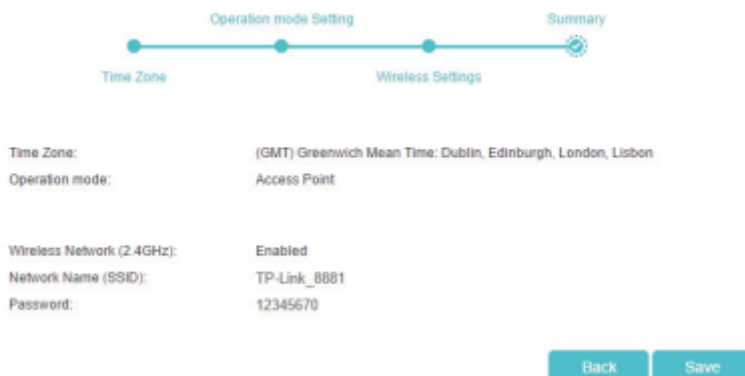 Operation mode Setting
Summary
Time Zone
Wireless Settings
Time Zone: (GMT) Greenwich Mean Time: Dublin, Edinburgh, London, Lisbon
Operation mode: Access Point
Wireless Network (2.4GHz): Enabled
Network Name (SSID): TP-Link_8881
Password: 12345670
Back
Save